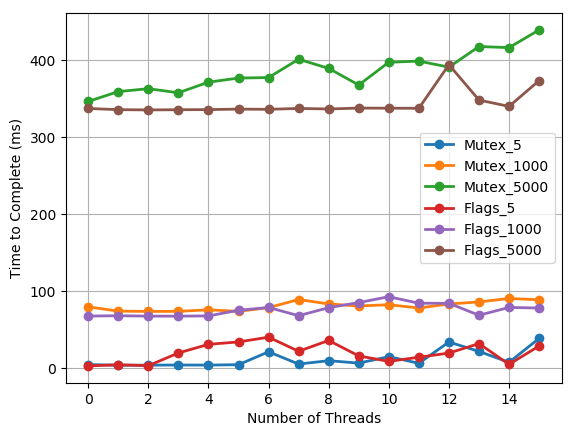 400
300
200
100
0
Time to Complete (ms)
Mutex_5
Mutex_1000
Mutex_5000
Flags_5
Flags_1000
Flags_5000
0 2 4 6 8 10 12 14
Number of Threads